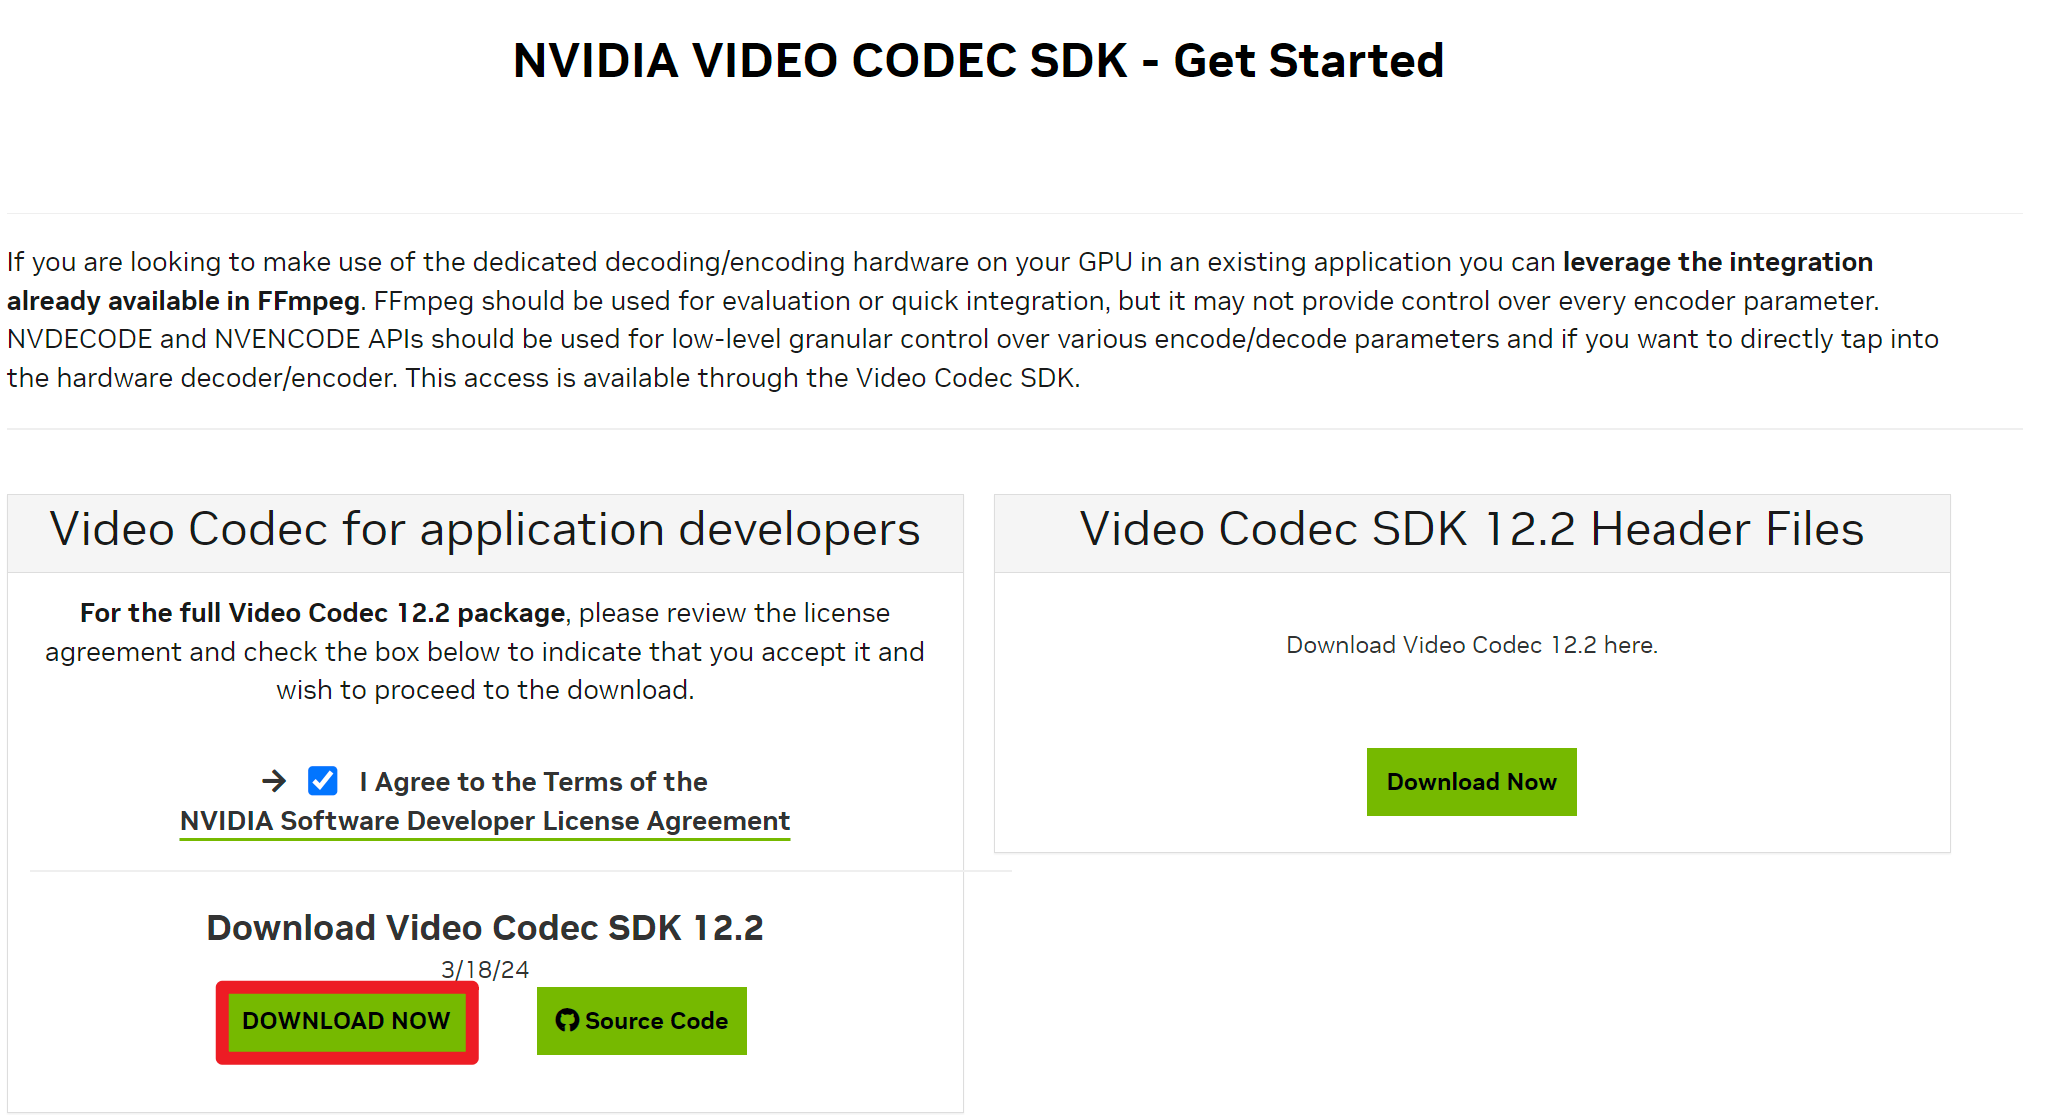 NVIDIA VIDEO CODEC SDK - Get Started
If you are looking to make use of the dedicated decoding/encoding hardware on your GPU in an existing application you can leverage the integration
already available in FFmpeg. FFmpeg should be used for evaluation or quick integration, but it may not provide control over every encoder parameter.
NVDECODE and NVENCODE APIs should be used for low-level granular control over various encode/decode parameters and if you want to directly tap into
the hardware decoder/encoder. This access is available through the Video Codec SDK.
Video Codec for application developers
For the full Video Codec 12.2 package, please review the license
agreement and check the box below to indicate that you accept it and
wish to proceed to the download.
→ I Agree to the Terms of the
NVIDIA Software Developer License Agreement
Download Video Codec SDK 12.2
3/18/24
DOWNLOAD NOW
Source Code
Video Codec SDK 12.2 Header Files
Download Video Codec 12.2 here.
Download Now